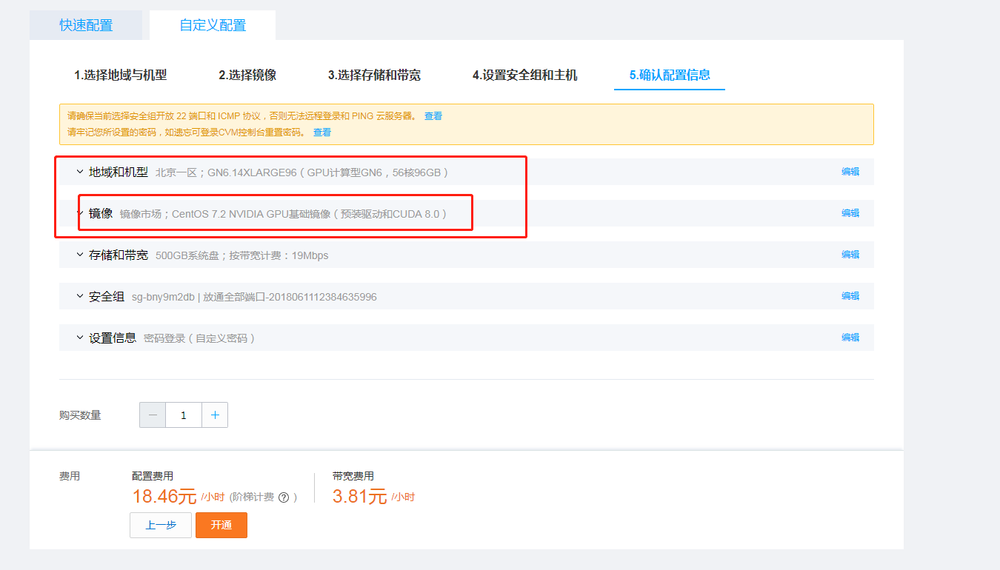 快速配置 自定义配置
1.选择地域与机型 2.选择镜像 3.选择存储和带宽 4.设置安全组和主机 5.确认配置信息
请确保当前选择安全组开放 22 端口和 ICMP 协议，否则无法远程登录和 PING 云服务器。 查看
请牢记您所设置的密码，如遗忘可登录CVM控制台重置密码。 查看
地域和机型 北京一区；GN6.14XLARGE96（GPU计算型GN6，56核96GB） 编辑
镜像 镜像市场；CentOS 7.2 NVIDIA GPU基础镜像（预装驱动和CUDA 8.0） 编辑
存储和带宽 500GB系统盘；按带宽计费：19Mbps 编辑
安全组 sg-bny9m2db | 放通全部端口-2018061112384635996 编辑
设置信息 密码登录（自定义密码） 编辑
购买数量 － 1 +
费用 配置费用 带宽费用
18.46元 /小时 (阶梯计费 ? ) 3.81元 /小时
上一步 开通